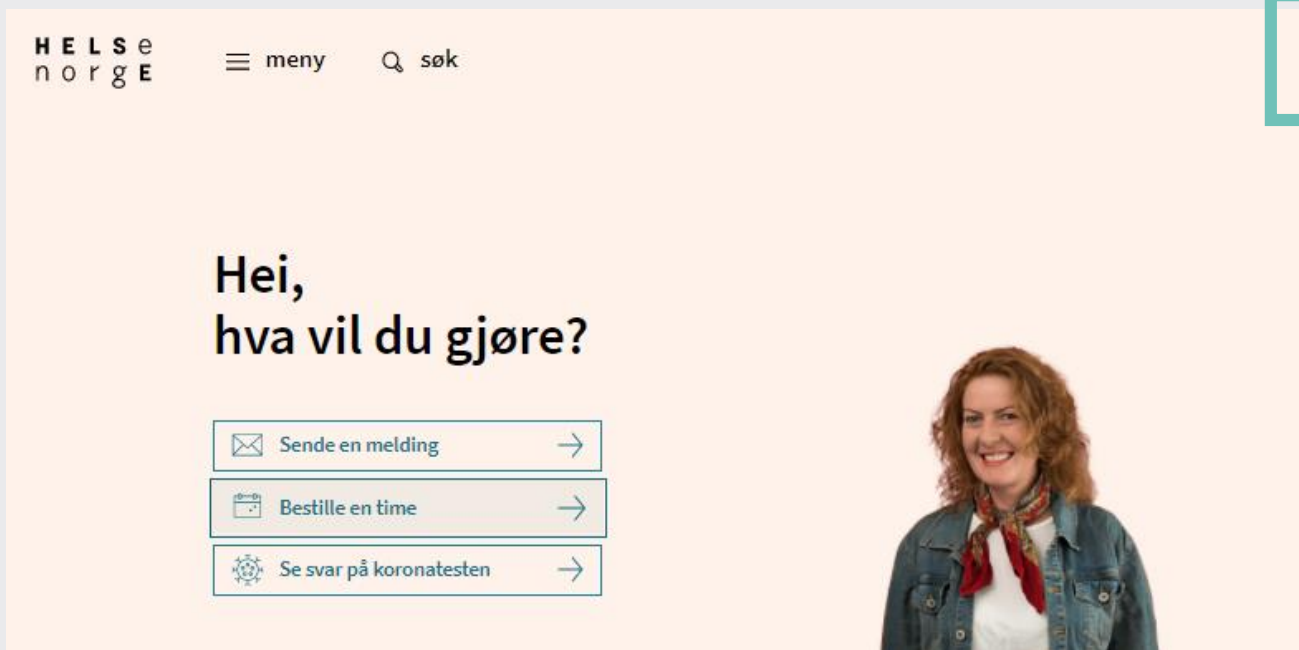 HELSe
norgE
meny
søk
Hei,
hva vil du gjøre?
Sende en melding
Bestille en time
Se svar på koronatesten